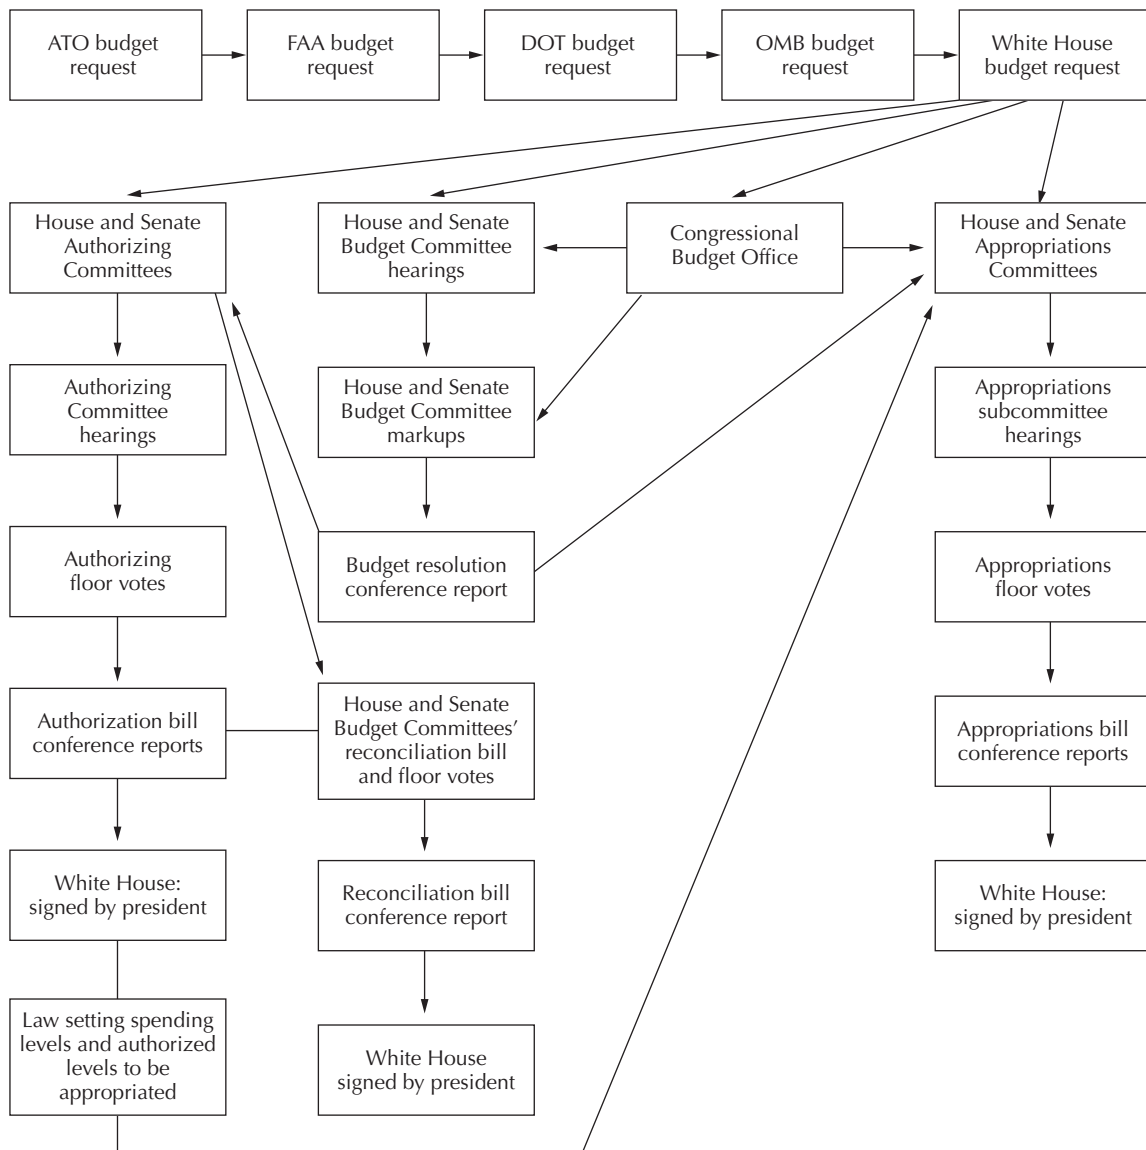 ATO budget
request
FAA budget
request
DOT budget
request
OMB budget
request
White House
budget request
House and Senate
Authorizing
Committees
House and Senate
Budget Committee
hearings
Congressional
Budget Office
House and Senate
Appropriations
Committees
Authorizing
Committee
hearings
House and Senate
Budget Committee
markups
Appropriations
subcommittee
hearings
Authorizing
floor votes
Budget resolution
conference report
Appropriations
floor votes
Authorization bill
conference reports
House and Senate
Budget Committees’
reconciliation bill
and floor votes
Appropriations bill
conference reports
White House:
signed by president
Reconciliation bill
conference report
White House:
signed by president
Law setting spending
levels and authorized
levels to be
appropriated
White House
signed by president